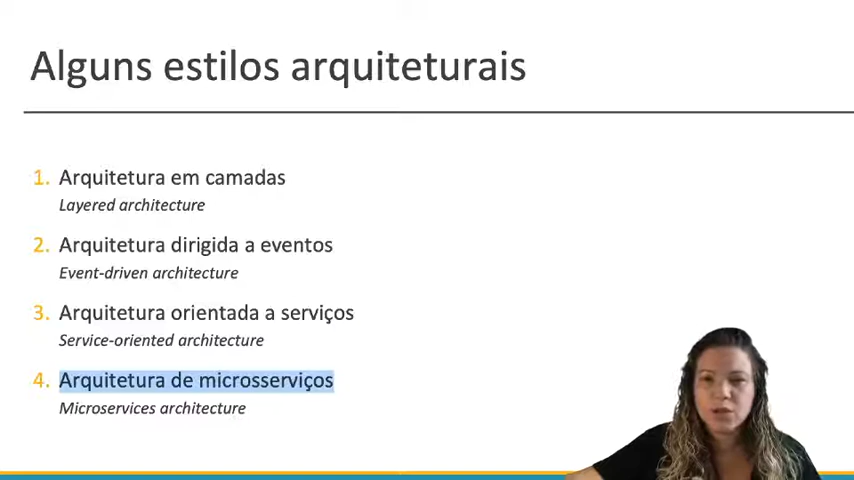 Alguns estilos arquiteturais
1. Arquitetura em camadas
Layered architecture
2. Arquitetura dirigida a eventos
Event-driven architecture
3. Arquitetura orientada a serviços
Service-oriented architecture
4. Arquitetura de microsserviços
Microservices architecture